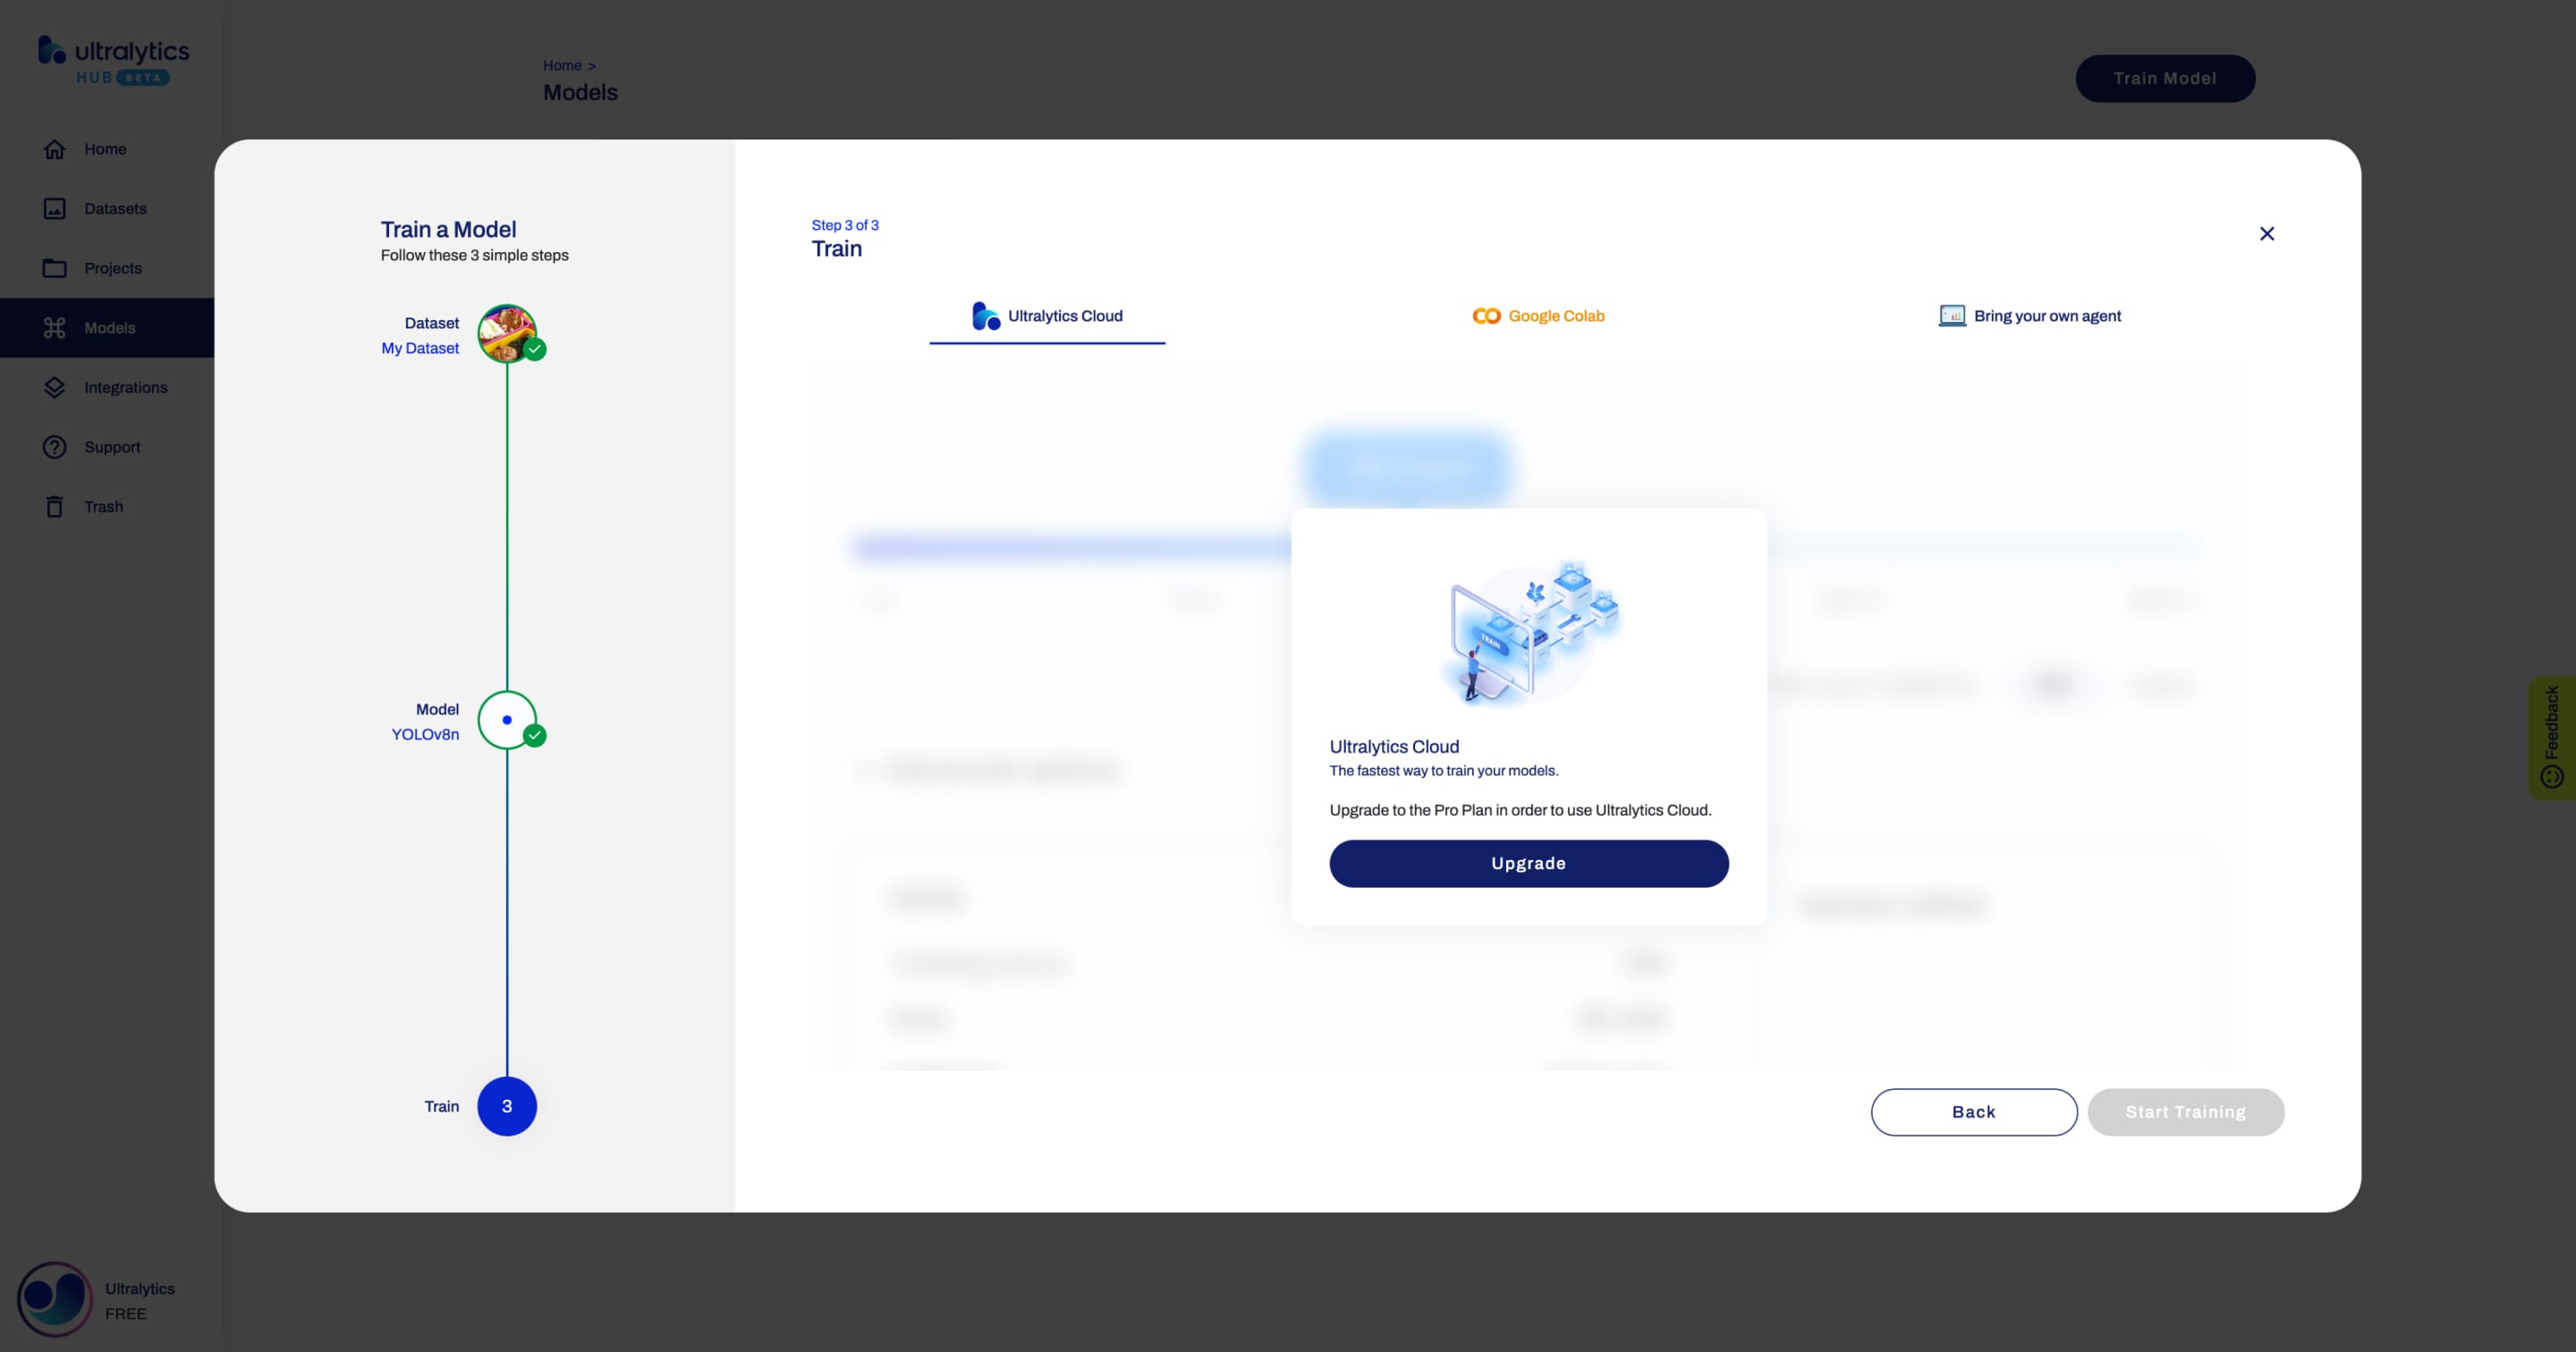 ultralytics
HUB BETA
Home
Datasets
Projects
Models
Integrations
Support
Trash
Ultralytics
FREE
Home >
Models
Train Model
Train a Model
Follow these 3 simple steps
Dataset
My Dataset
Model
YOLOv8n
Train
3
Step 3 of 3
Train
Ultralytics Cloud
Google Colab
Bring your own agent
TRAIN
Ultralytics Cloud
The fastest way to train your models.
Upgrade to the Pro Plan in order to use Ultralytics Cloud.
Upgrade
Back
Start Training
Feedback